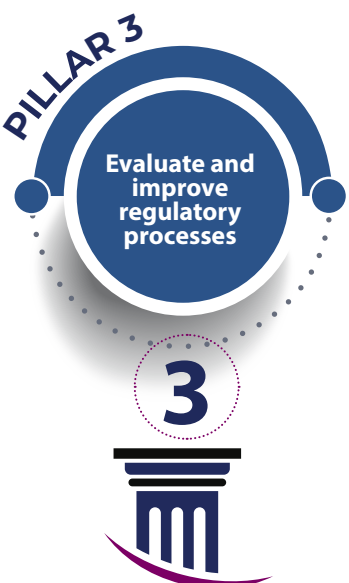 PILLAR 3
Evaluate and
improve
regulatory
processes
3